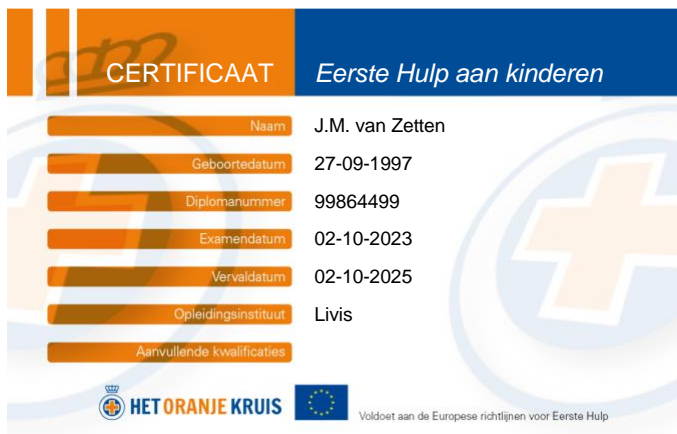 CERTIFICAAT Eerste Hulp aan kinderen
Naam J.M. van Zetten
Geboortedatum 27-09-1997
Diplomanummer 99864499
Examendatum 02-10-2023
Vervaldatum 02-10-2025
Opleidingsinstituut Livis
Aanvullende kwalificaties
HET ORANJE KRUIS Voldoet aan de Europese richtlijnen voor Eerste Hulp